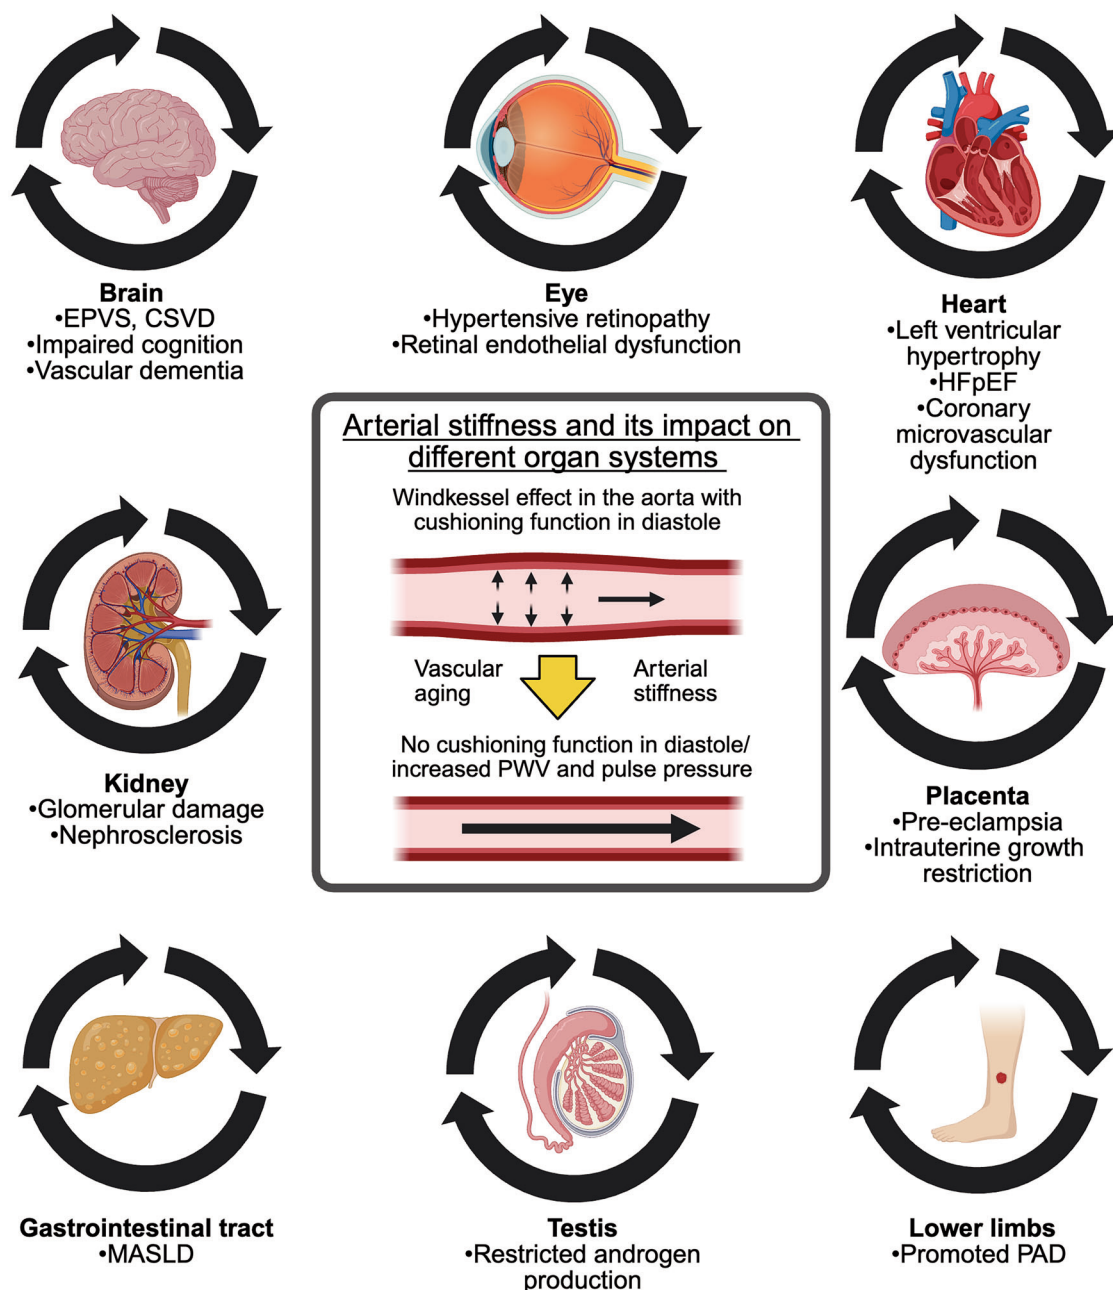 Brain
•EPVS, CSVD
•Impaired cognition
•Vascular dementia
Eye
•Hypertensive retinopathy
•Retinal endothelial dysfunction
Heart
•Left ventricular
hypertrophy
•HFpEF
•Coronary
microvascular
dysfunction
Arterial stiffness and its impact on
different organ systems
Windkessel effect in the aorta with
cushioning function in diastole
Vascular
aging
Arterial
stiffness
No cushioning function in diastole/
increased PWV and pulse pressure
Kidney
•Glomerular damage
•Nephrosclerosis
Placenta
•Pre-eclampsia
•Intrauterine growth
restriction
Gastrointestinal tract
•MASLD
Testis
•Restricted androgen
production
Lower limbs
•Promoted PAD